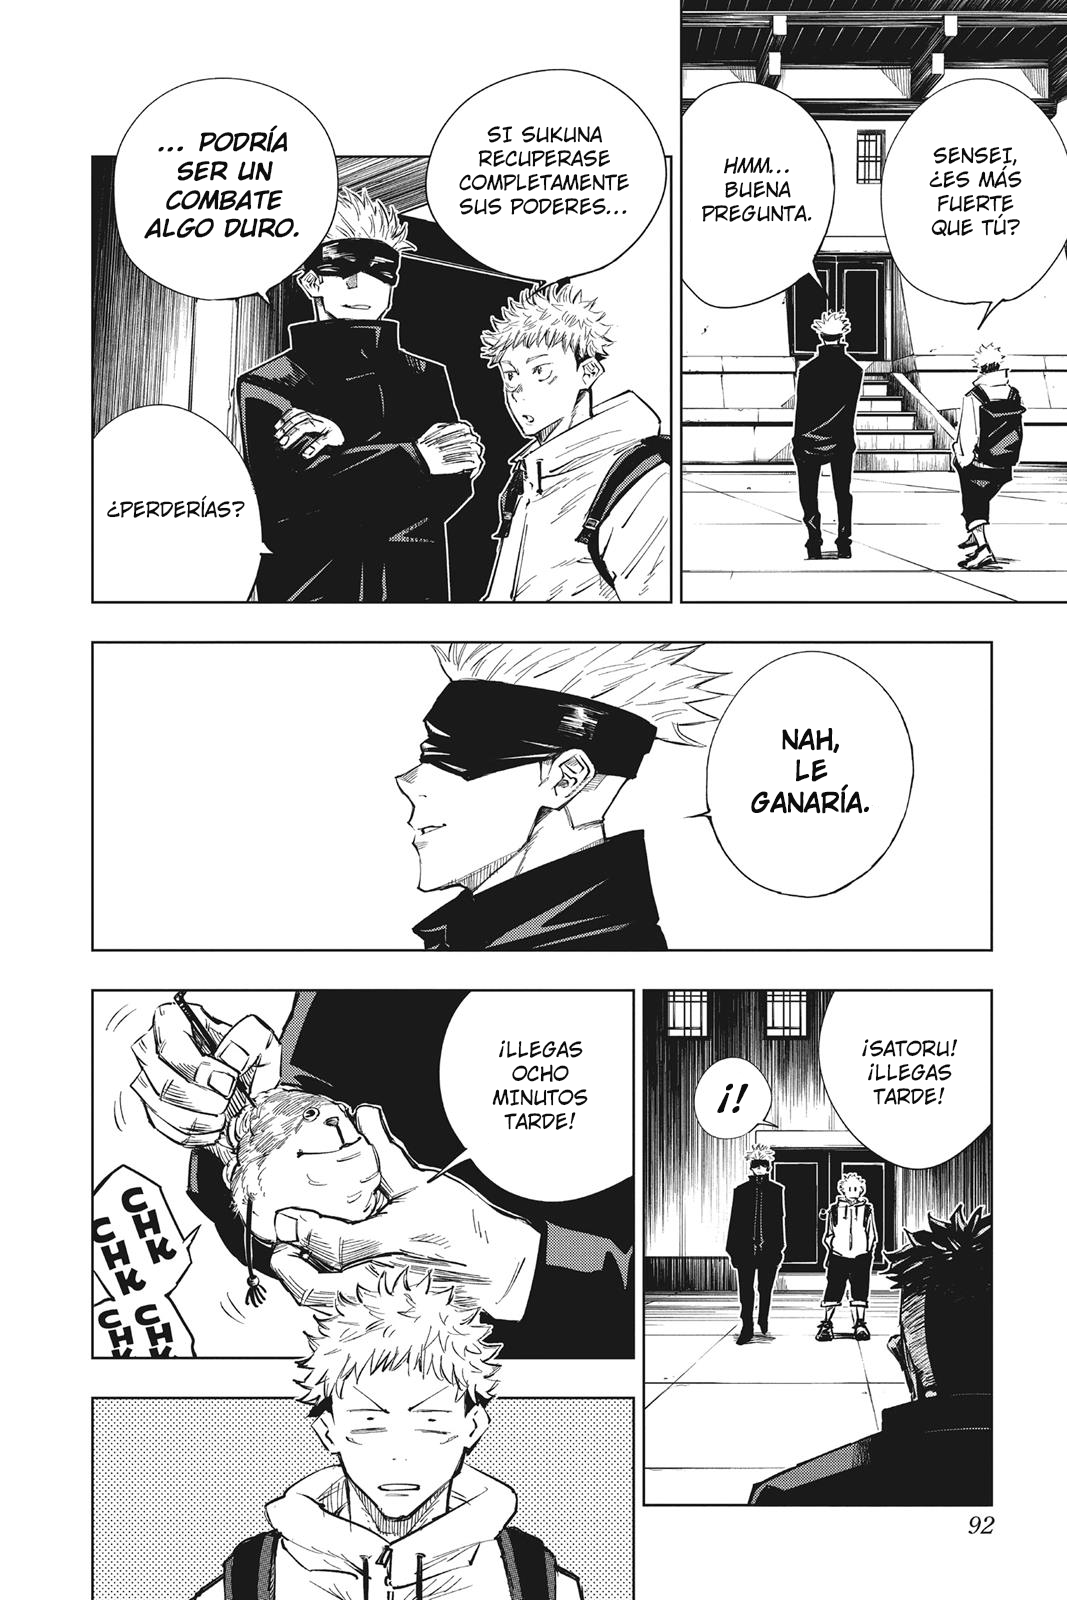 SENSEI,
¿ES MÁS
FUERTE
QUE TÚ?
HMM...
BUENA
PREGUNTA.
SI SUKUNA
RECUPERASE
COMPLETAMENTE
SUS PODERES...
... PODRÍA
SER UN
COMBATE
ALGO DURO.
¿PERDERÍAS?
NAH,
LE
GANARÍA.
¡SATORU!
¡LLEGAS
TARDE!
¡!
¡LLEGAS
OCHO
MINUTOS
TARDE!
CHK
CHK
CHK
CHK
92